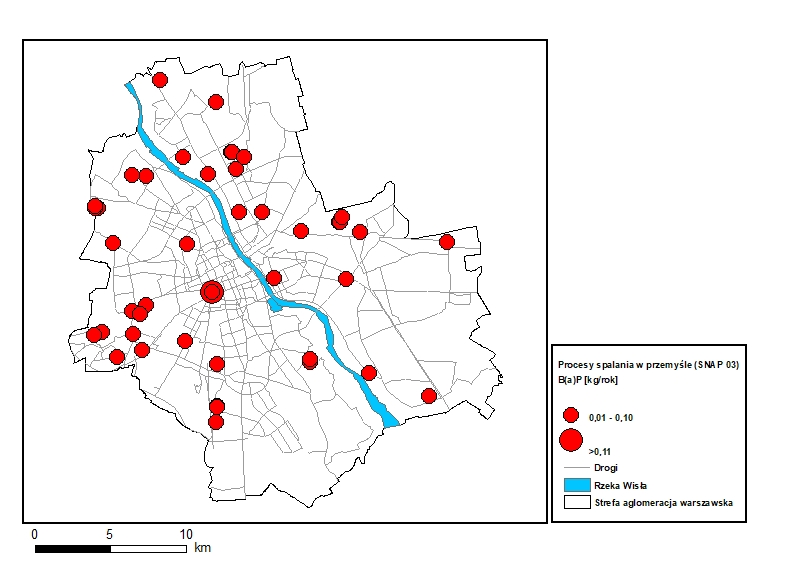 Procesy spalania w przemyśle (SNAP 03)
B(a)P [kg/rok]
0,01 - 0,10
>0,11
Drogi
Rzeka Wisła
Strefa aglomeracja warszawska
0 5 10
km